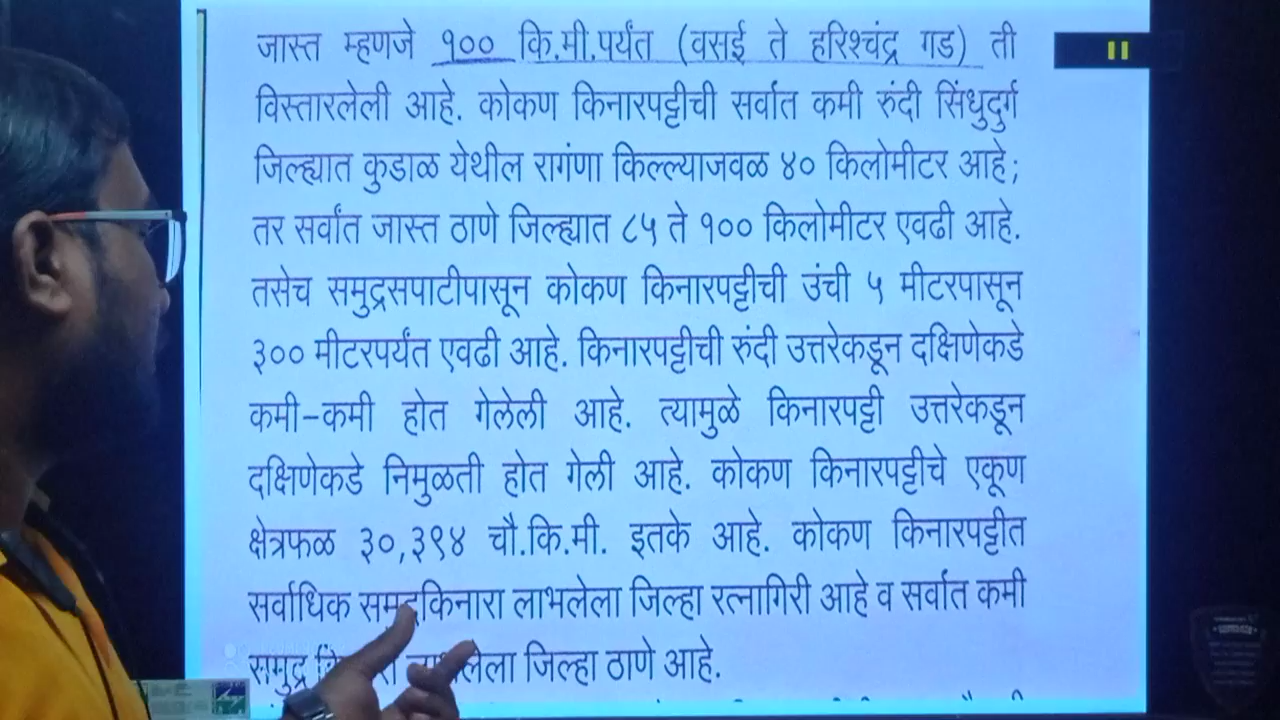 जास्त म्हणजे १०० कि.मी.पर्यंत (वसई ते हरिश्चंद्र गड) ती
विस्तारलेली आहे. कोकण किनारपट्टीची सर्वात कमी रुंदी सिंधुदुर्ग
जिल्ह्यात कुडाळ येथील रागंणा किल्ल्याजवळ ४० किलोमीटर आहे;
तर सर्वांत जास्त ठाणे जिल्ह्यात ८५ ते १०० किलोमीटर एवढी आहे.
तसेच समुद्रसपाटीपासून कोकण किनारपट्टीची उंची ५ मीटरपासून
३०० मीटरपर्यंत एवढी आहे. किनारपट्टीची रुंदी उत्तरेकडून दक्षिणेकडे
कमी-कमी होत गेलेली आहे. त्यामुळे किनारपट्टी उत्तरेकडून
दक्षिणेकडे निमुळती होत गेली आहे. कोकण किनारपट्टीचे एकूण
क्षेत्रफळ ३०,३९४ चौ.कि.मी. इतके आहे. कोकण किनारपट्टीत
सर्वाधिक समुद्रकिनारा लाभलेला जिल्हा रत्नागिरी आहे व सर्वात कमी
समुद्र जिल्हा ठाणे आहे.